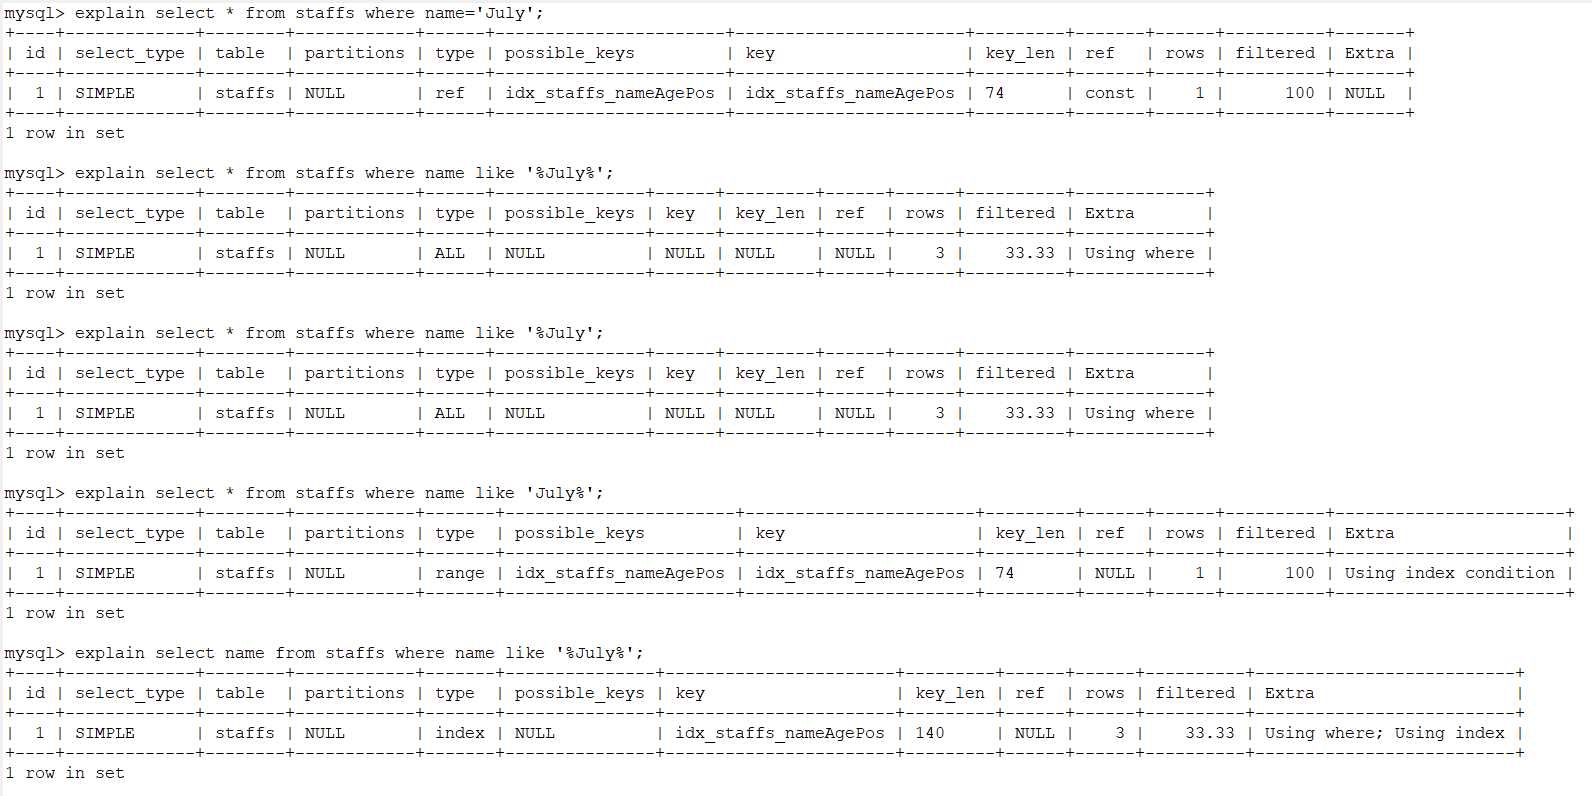 mysql> explain select * from staffs where name='July';
+----+-------------+--------+------------+------+-----------------------+-----------------------+---------+-------+------+----------+-------+
| id | select_type | table  | partitions | type | possible_keys         | key                   | key_len | ref   | rows | filtered | Extra |
+----+-------------+--------+------------+------+-----------------------+-----------------------+---------+-------+------+----------+-------+
|  1 | SIMPLE      | staffs | NULL       | ref  | idx_staffs_nameAgePos | idx_staffs_nameAgePos | 74      | const |    1 |      100 | NULL  |
+----+-------------+--------+------------+------+-----------------------+-----------------------+---------+-------+------+----------+-------+
1 row in set
mysql> explain select * from staffs where name like '%July%';
+----+-------------+--------+------------+------+---------------+------+---------+------+------+----------+-------------+
| id | select_type | table  | partitions | type | possible_keys | key  | key_len | ref  | rows | filtered | Extra       |
+----+-------------+--------+------------+------+---------------+------+---------+------+------+----------+-------------+
|  1 | SIMPLE      | staffs | NULL       | ALL  | NULL          | NULL | NULL    | NULL |    3 |    33.33 | Using where |
+----+-------------+--------+------------+------+---------------+------+---------+------+------+----------+-------------+
1 row in set
mysql> explain select * from staffs where name like '%July';
+----+-------------+--------+------------+------+---------------+------+---------+------+------+----------+-------------+
| id | select_type | table  | partitions | type | possible_keys | key  | key_len | ref  | rows | filtered | Extra       |
+----+-------------+--------+------------+------+---------------+------+---------+------+------+----------+-------------+
|  1 | SIMPLE      | staffs | NULL       | ALL  | NULL          | NULL | NULL    | NULL |    3 |    33.33 | Using where |
+----+-------------+--------+------------+------+---------------+------+---------+------+------+----------+-------------+
1 row in set
mysql> explain select * from staffs where name like 'July%';
+----+-------------+--------+------------+-------+-----------------------+-----------------------+---------+------+------+----------+-----------------------+
| id | select_type | table  | partitions | type  | possible_keys         | key                   | key_len | ref  | rows | filtered | Extra                 |
+----+-------------+--------+------------+-------+-----------------------+-----------------------+---------+------+------+----------+-----------------------+
|  1 | SIMPLE      | staffs | NULL       | range | idx_staffs_nameAgePos | idx_staffs_nameAgePos | 74      | NULL |    1 |      100 | Using index condition |
+----+-------------+--------+------------+-------+-----------------------+-----------------------+---------+------+------+----------+-----------------------+
1 row in set
mysql> explain select name from staffs where name like '%July%';
+----+-------------+--------+------------+-------+---------------+-----------------------+---------+------+------+----------+--------------------------+
| id | select_type | table  | partitions | type  | possible_keys | key                   | key_len | ref  | rows | filtered | Extra                    |
+----+-------------+--------+------------+-------+---------------+-----------------------+---------+------+------+----------+--------------------------+
|  1 | SIMPLE      | staffs | NULL       | index | NULL          | idx_staffs_nameAgePos | 140     | NULL |    3 |    33.33 | Using where; Using index |
+----+-------------+--------+------------+-------+---------------+-----------------------+---------+------+------+----------+--------------------------+
1 row in set